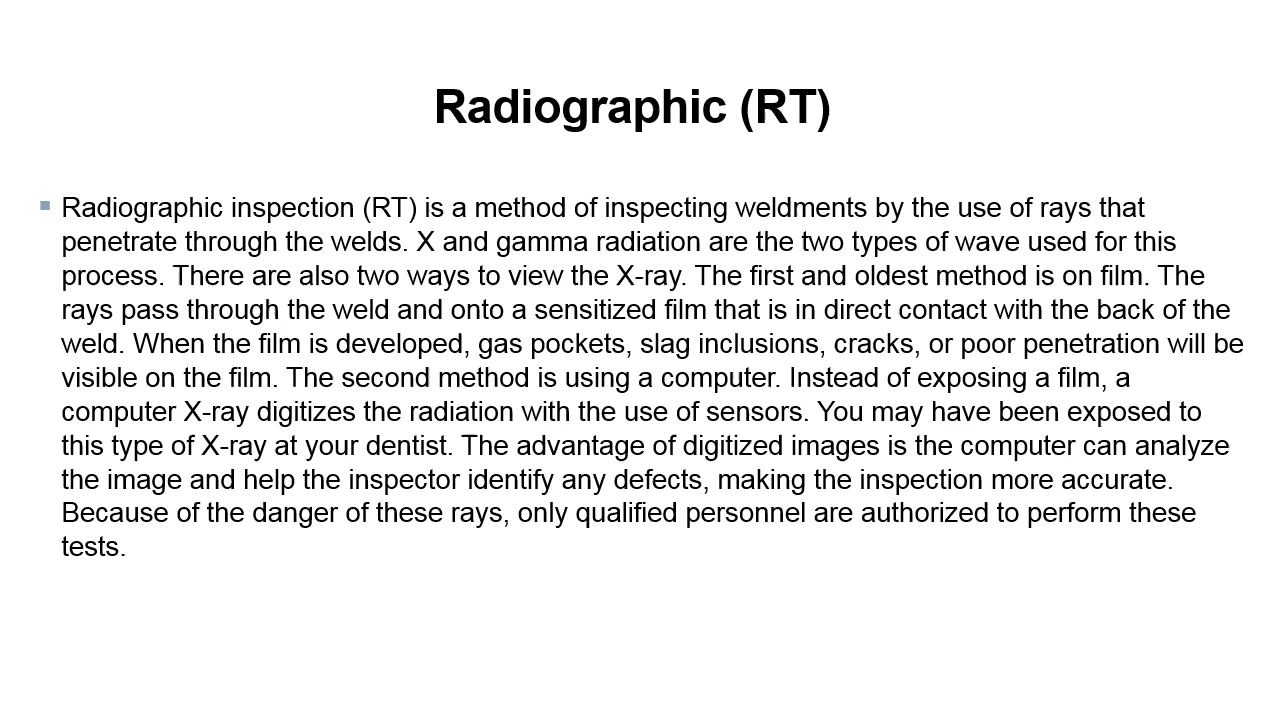 Radiographic (RT)
Radiographic inspection (RT) is a method of inspecting weldments by the use of rays that
penetrate through the welds. X and gamma radiation are the two types of wave used for this
process. There are also two ways to view the X-ray. The first and oldest method is on film. The
rays pass through the weld and onto a sensitized film that is in direct contact with the back of the
weld. When the film is developed, gas pockets, slag inclusions, cracks, or poor penetration will be
visible on the film. The second method is using a computer. Instead of exposing a film, a
computer X-ray digitizes the radiation with the use of sensors. You may have been exposed to
this type of X-ray at your dentist. The advantage of digitized images is the computer can analyze
the image and help the inspector identify any defects, making the inspection more accurate.
Because of the danger of these rays, only qualified personnel are authorized to perform these
tests.